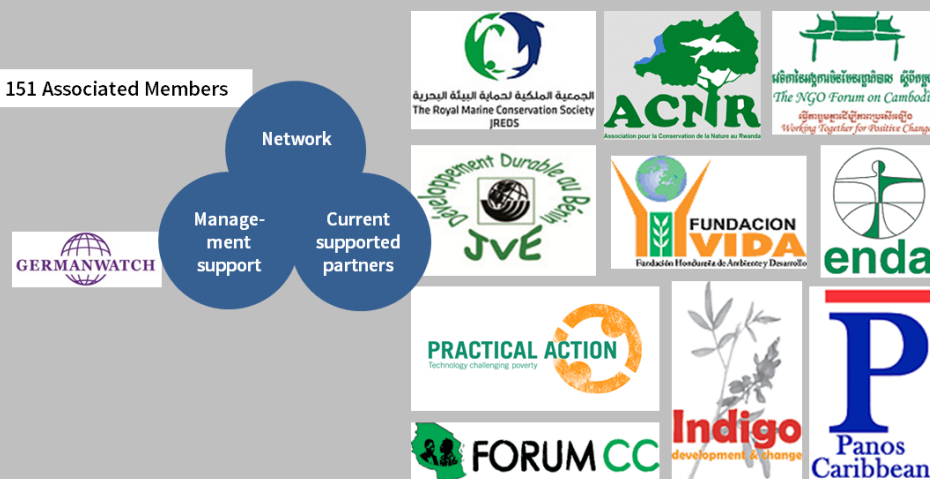 151 Associated Members
Network
Manage-
ment
support
Current
supported
partners
GERMANWATCH
الجمعية الملكية لحماية البيئة البحرية
The Royal Marine Conservation Society
JREDS
ACNR
Association pour la Conservation de la Nature au Rwanda
The NGO Forum on Cambodi
Working Together for Positive Change
Développement Durable au Bénin
JVE
FUNDACION
VIDA
Fundación Hondureña de Ambiente y Desarrollo
enda
PRACTICAL ACTION
Technology challenging poverty
Indigo
development & change
P
Panos
Caribbean
FORUM CC